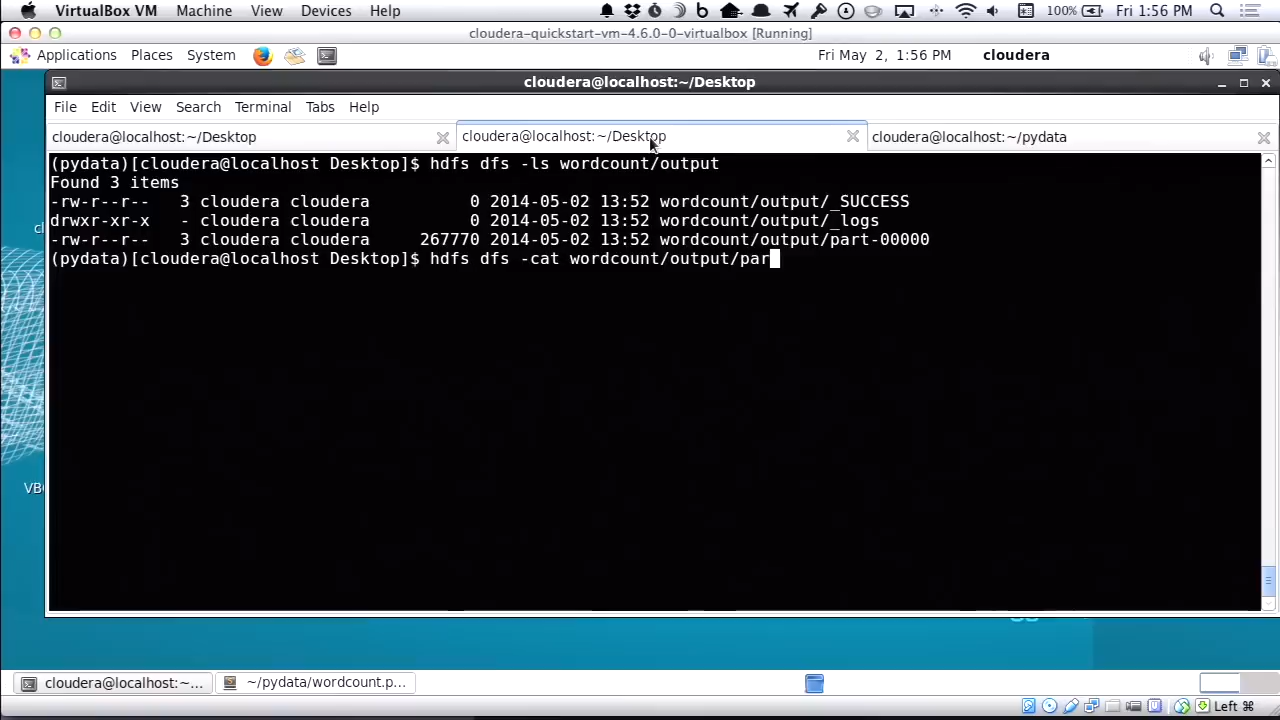 VirtualBox VM Machine View Devices Help 100% Fri 1:56 PM
cloudera-quickstart-vm-4.6.0-0-virtualbox [Running]
Applications Places System Fri May 2, 1:56 PM cloudera
cloudera@localhost:~/Desktop
File Edit View Search Terminal Tabs Help
cloudera@localhost:~/Desktop cloudera@localhost:~/Desktop cloudera@localhost:~/pydata
(pydata)[cloudera@localhost Desktop]$ hdfs dfs -ls wordcount/output
Found 3 items
-rw-r--r-- 3 cloudera cloudera 0 2014-05-02 13:52 wordcount/output/_SUCCESS
drwxr-xr-x - cloudera cloudera 0 2014-05-02 13:52 wordcount/output/_logs
-rw-r--r-- 3 cloudera cloudera 267770 2014-05-02 13:52 wordcount/output/part-00000
(pydata)[cloudera@localhost Desktop]$ hdfs dfs -cat wordcount/output/par
cloudera@localhost:~... ~/pydata/wordcount.p...
Left ⌘